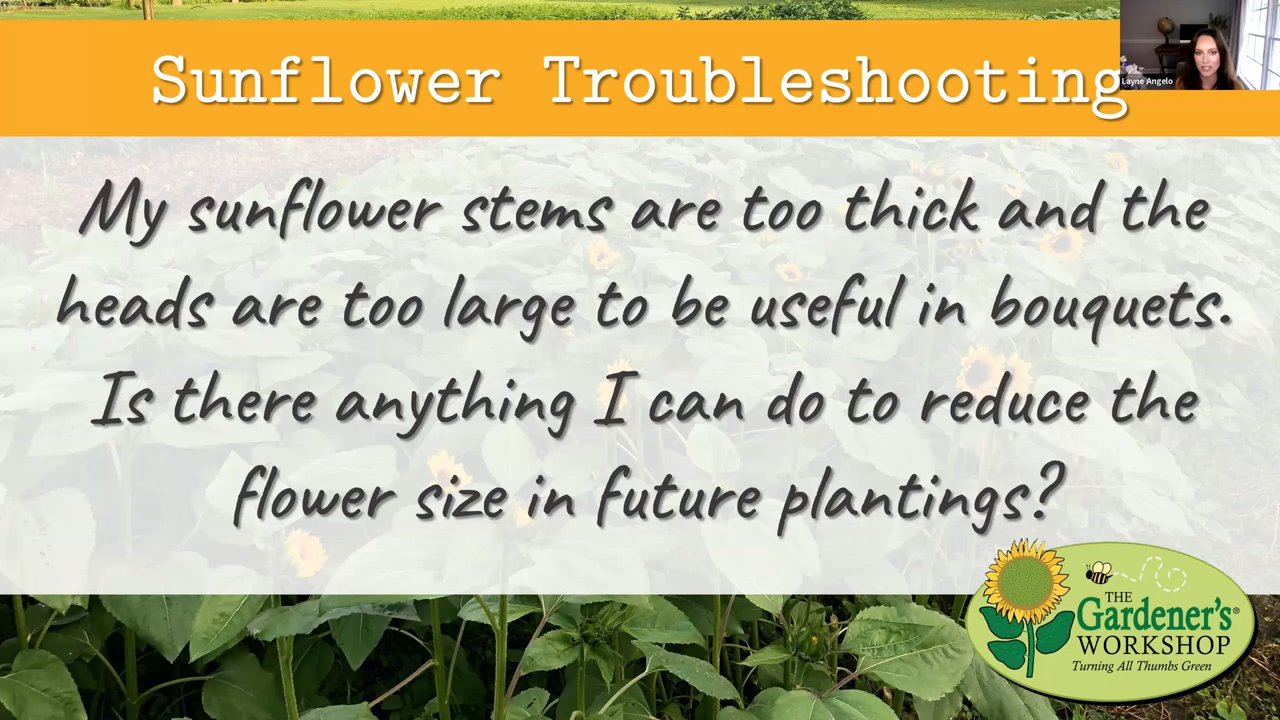 Sunflower Troubleshooting
Layne Angelo
My sunflower stems are too thick and the
heads are too large to be useful in bouquets.
Is there anything I can do to reduce the
flower size in future plantings?
THE
Gardener's®
WORKSHOP
Turning All Thumbs Green